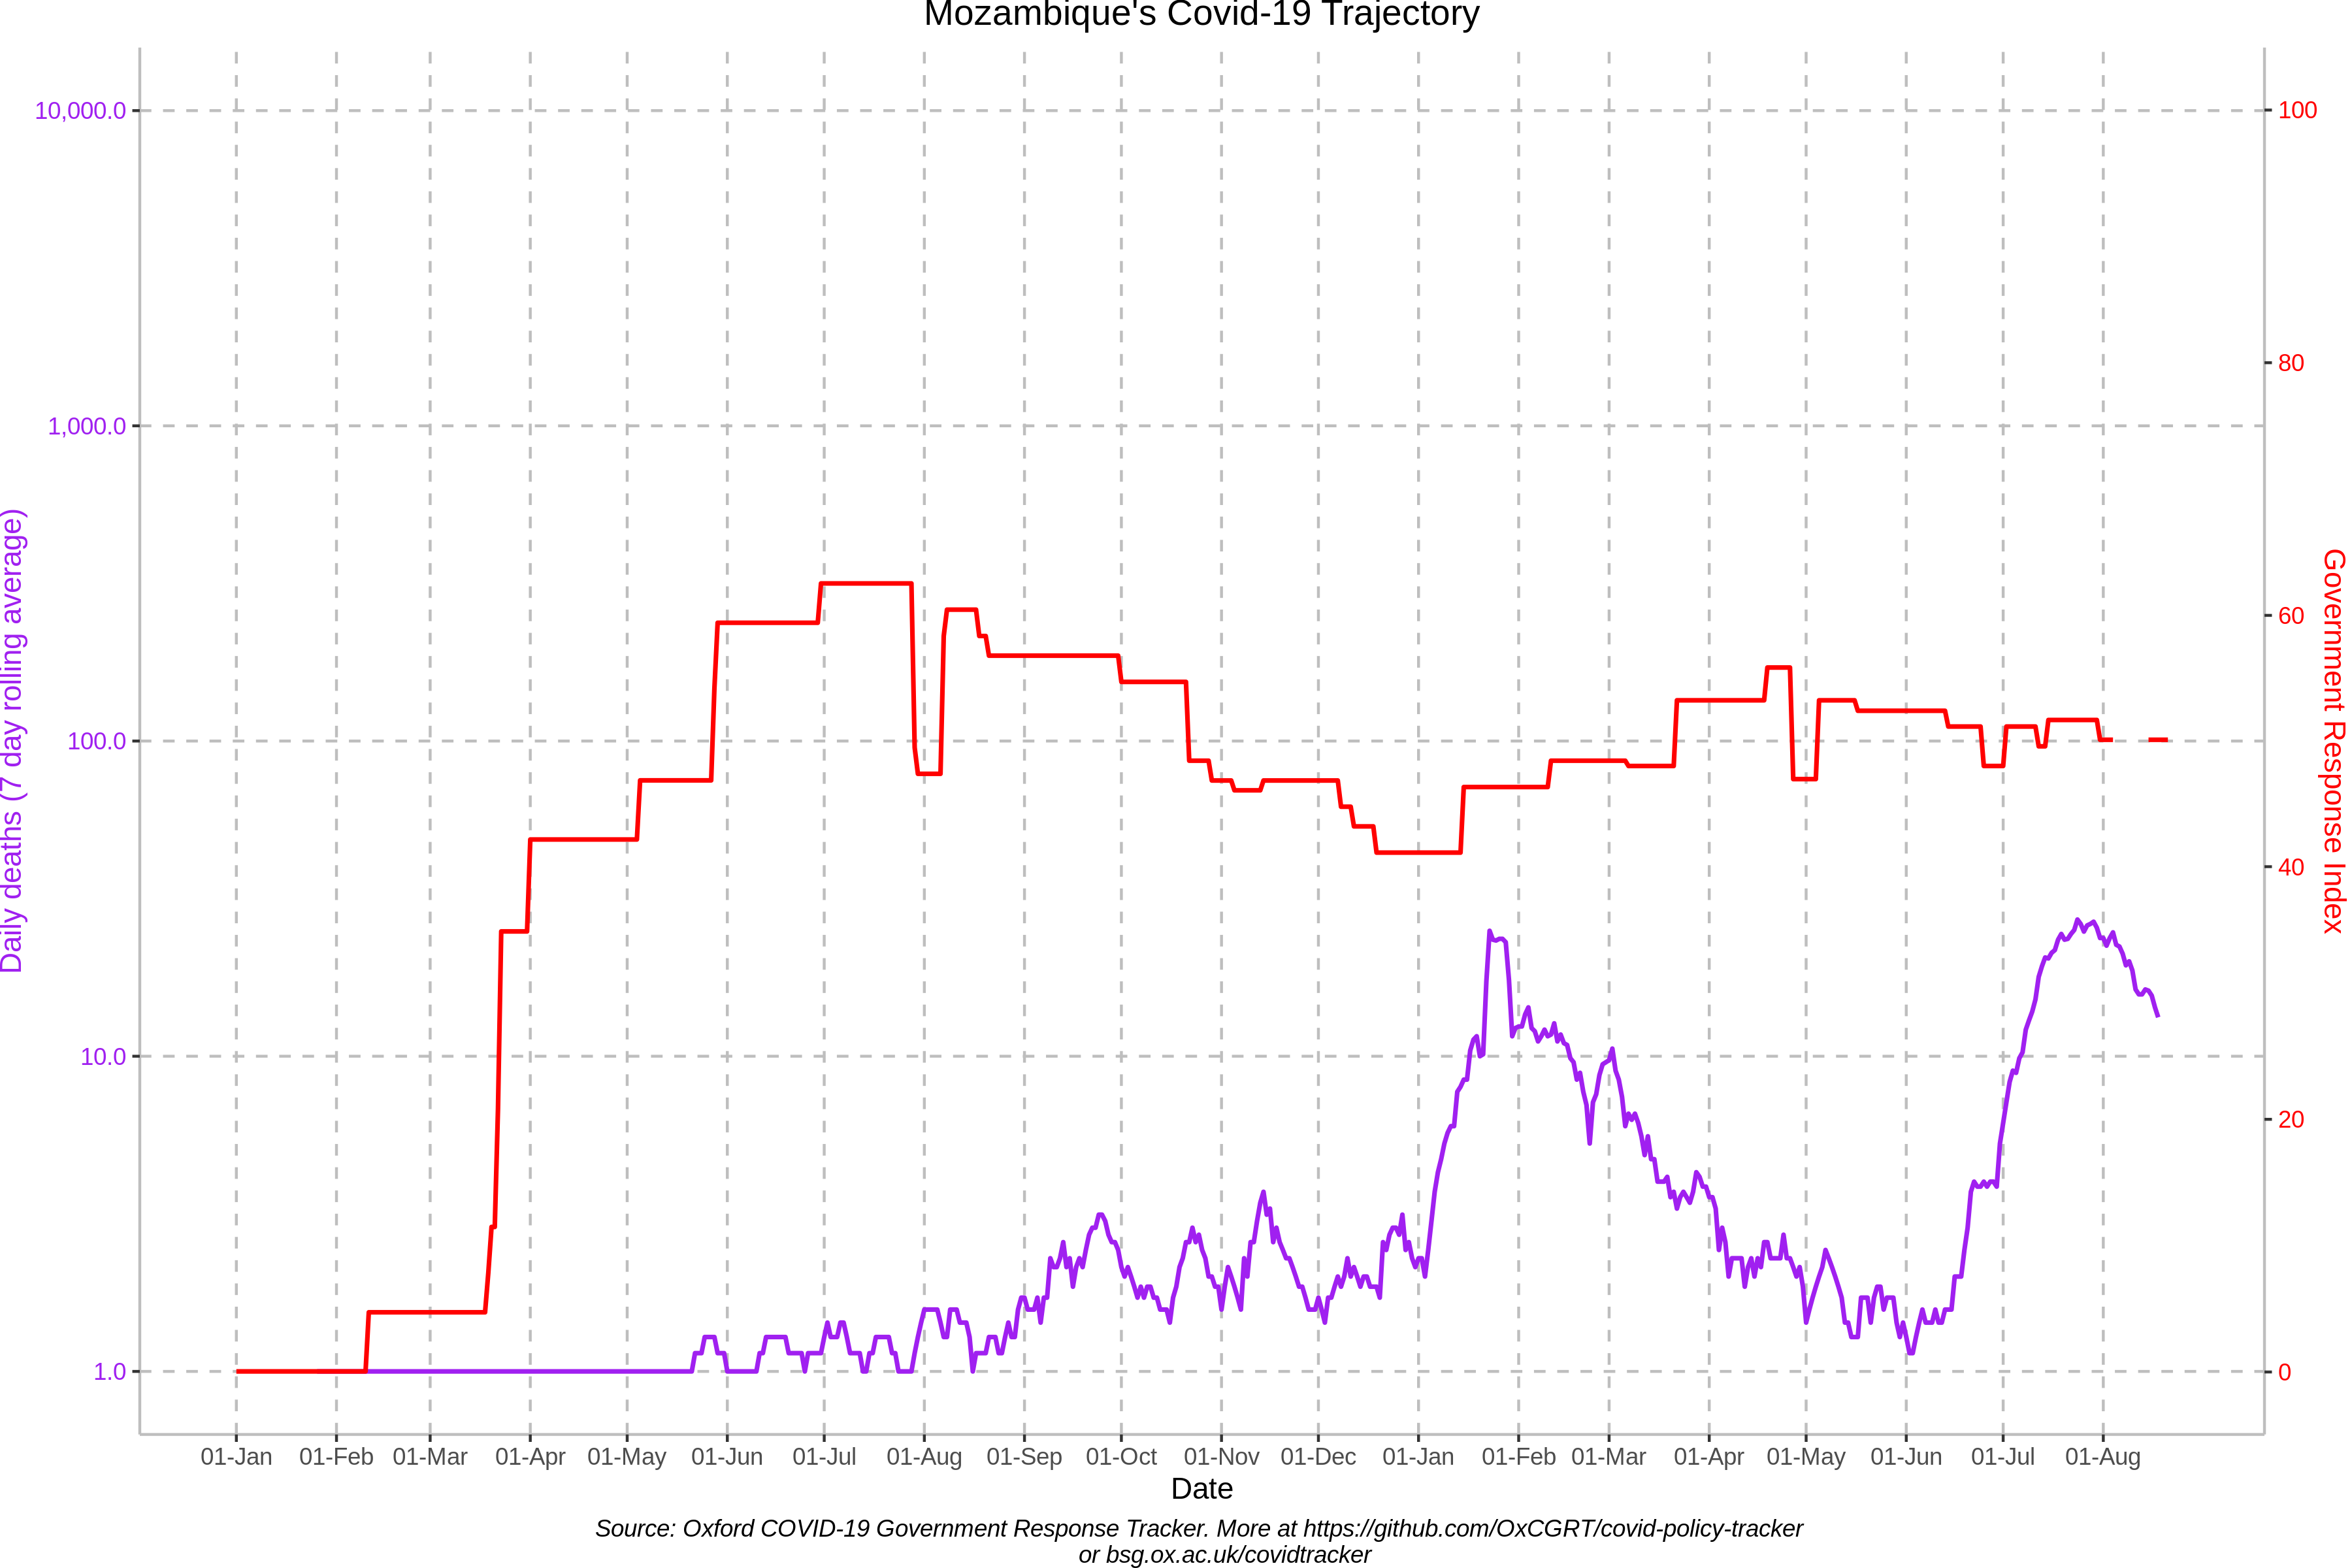 Mozambique's Covid-19 Trajectory
10,000.0
1,000.0
100.0
10.0
1.0
Daily deaths (7 day rolling average)
100
80
60
40
20
0
Government Response Index
01-Jan 01-Feb 01-Mar 01-Apr 01-May 01-Jun 01-Jul 01-Aug 01-Sep 01-Oct 01-Nov 01-Dec 01-Jan 01-Feb 01-Mar 01-Apr 01-May 01-Jun 01-Jul 01-Aug
Date
Source: Oxford COVID-19 Government Response Tracker. More at https://github.com/OxCGRT/covid-policy-tracker
or bsg.ox.ac.uk/covidtracker